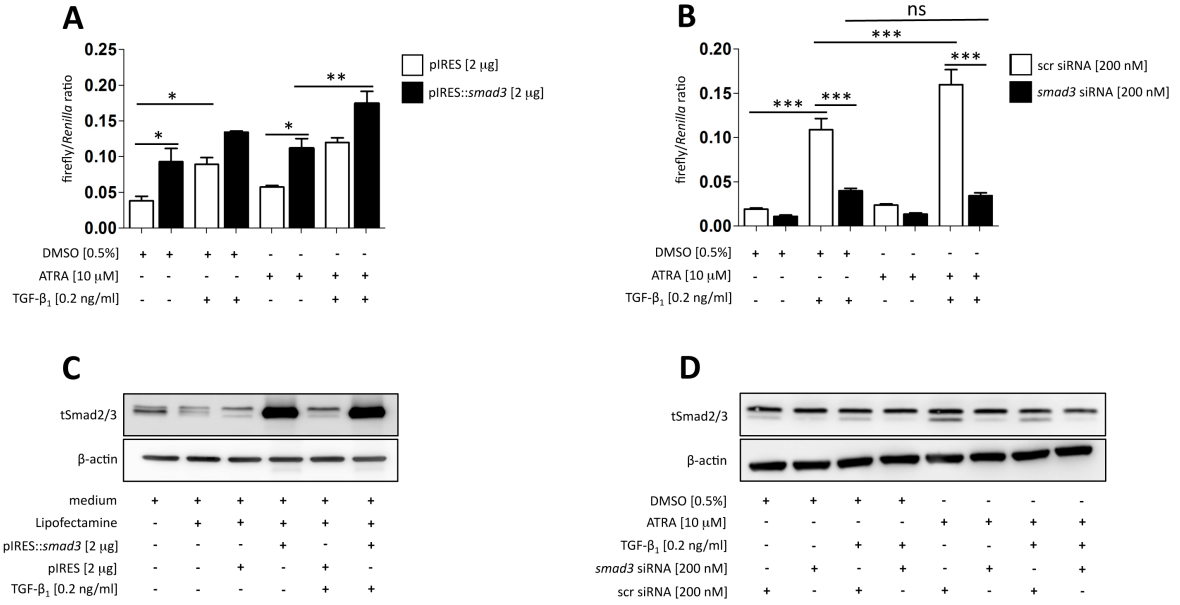 A
0.25
0.20
0.15
0.10
0.05
0.00
firefly/Renilla ratio
*
*
*
**
pIRES [2 µg]
pIRES::smad3 [2 µg]
DMSO [0.5%] + + + + - - - -
ATRA [10 µM] - - - - + + + +
TGF-β1 [0.2 ng/ml] - - + + - - + +
B
ns
***
***
***
***
0.20
0.15
0.10
0.05
0.00
firefly/Renilla ratio
scr siRNA [200 nM]
smad3 siRNA [200 nM]
DMSO [0.5%] + + + + - - - -
ATRA [10 µM] - - - - + + + +
TGF-β1 [0.2 ng/ml] - - + + - - + +
C
tSmad2/3
β-actin
medium + + + + + +
Lipofectamine - + + + + +
pIRES::smad3 [2 µg] - - - + - +
pIRES [2 µg] - - + - + -
TGF-β1 [0.2 ng/ml] - - - - + +
D
tSmad2/3
β-actin
DMSO [0.5%] + + + + - - - -
ATRA [10 µM] - - - - + + + +
TGF-β1 [0.2 ng/ml] - - + + - - + +
smad3 siRNA [200 nM] - + - + - + - +
scr siRNA [200 nM] + - + - + - + -